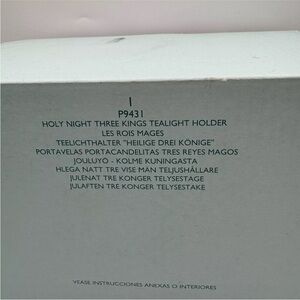 1
P9431
HOLY NIGHT THREE KINGS TEALIGHT HOLDER
LES ROIS MAGES
TEELICHTHALTER "HEILIGE DREI KÖNIGE"
PORTAVELAS PORTACANDELITAS TRES REYES MAGOS
JOULUYÖ - KOLME KUNINGASTA
HLEGA NATT TRE VISE MÄN TELJUSHÅLLARE
JULENAT TRE KONGER TELYSESTAGE
JULAFTEN TRE KONGER TELYSESTAKE
VEASE INSTRUCCIONES ANEXAS O INTERIORES